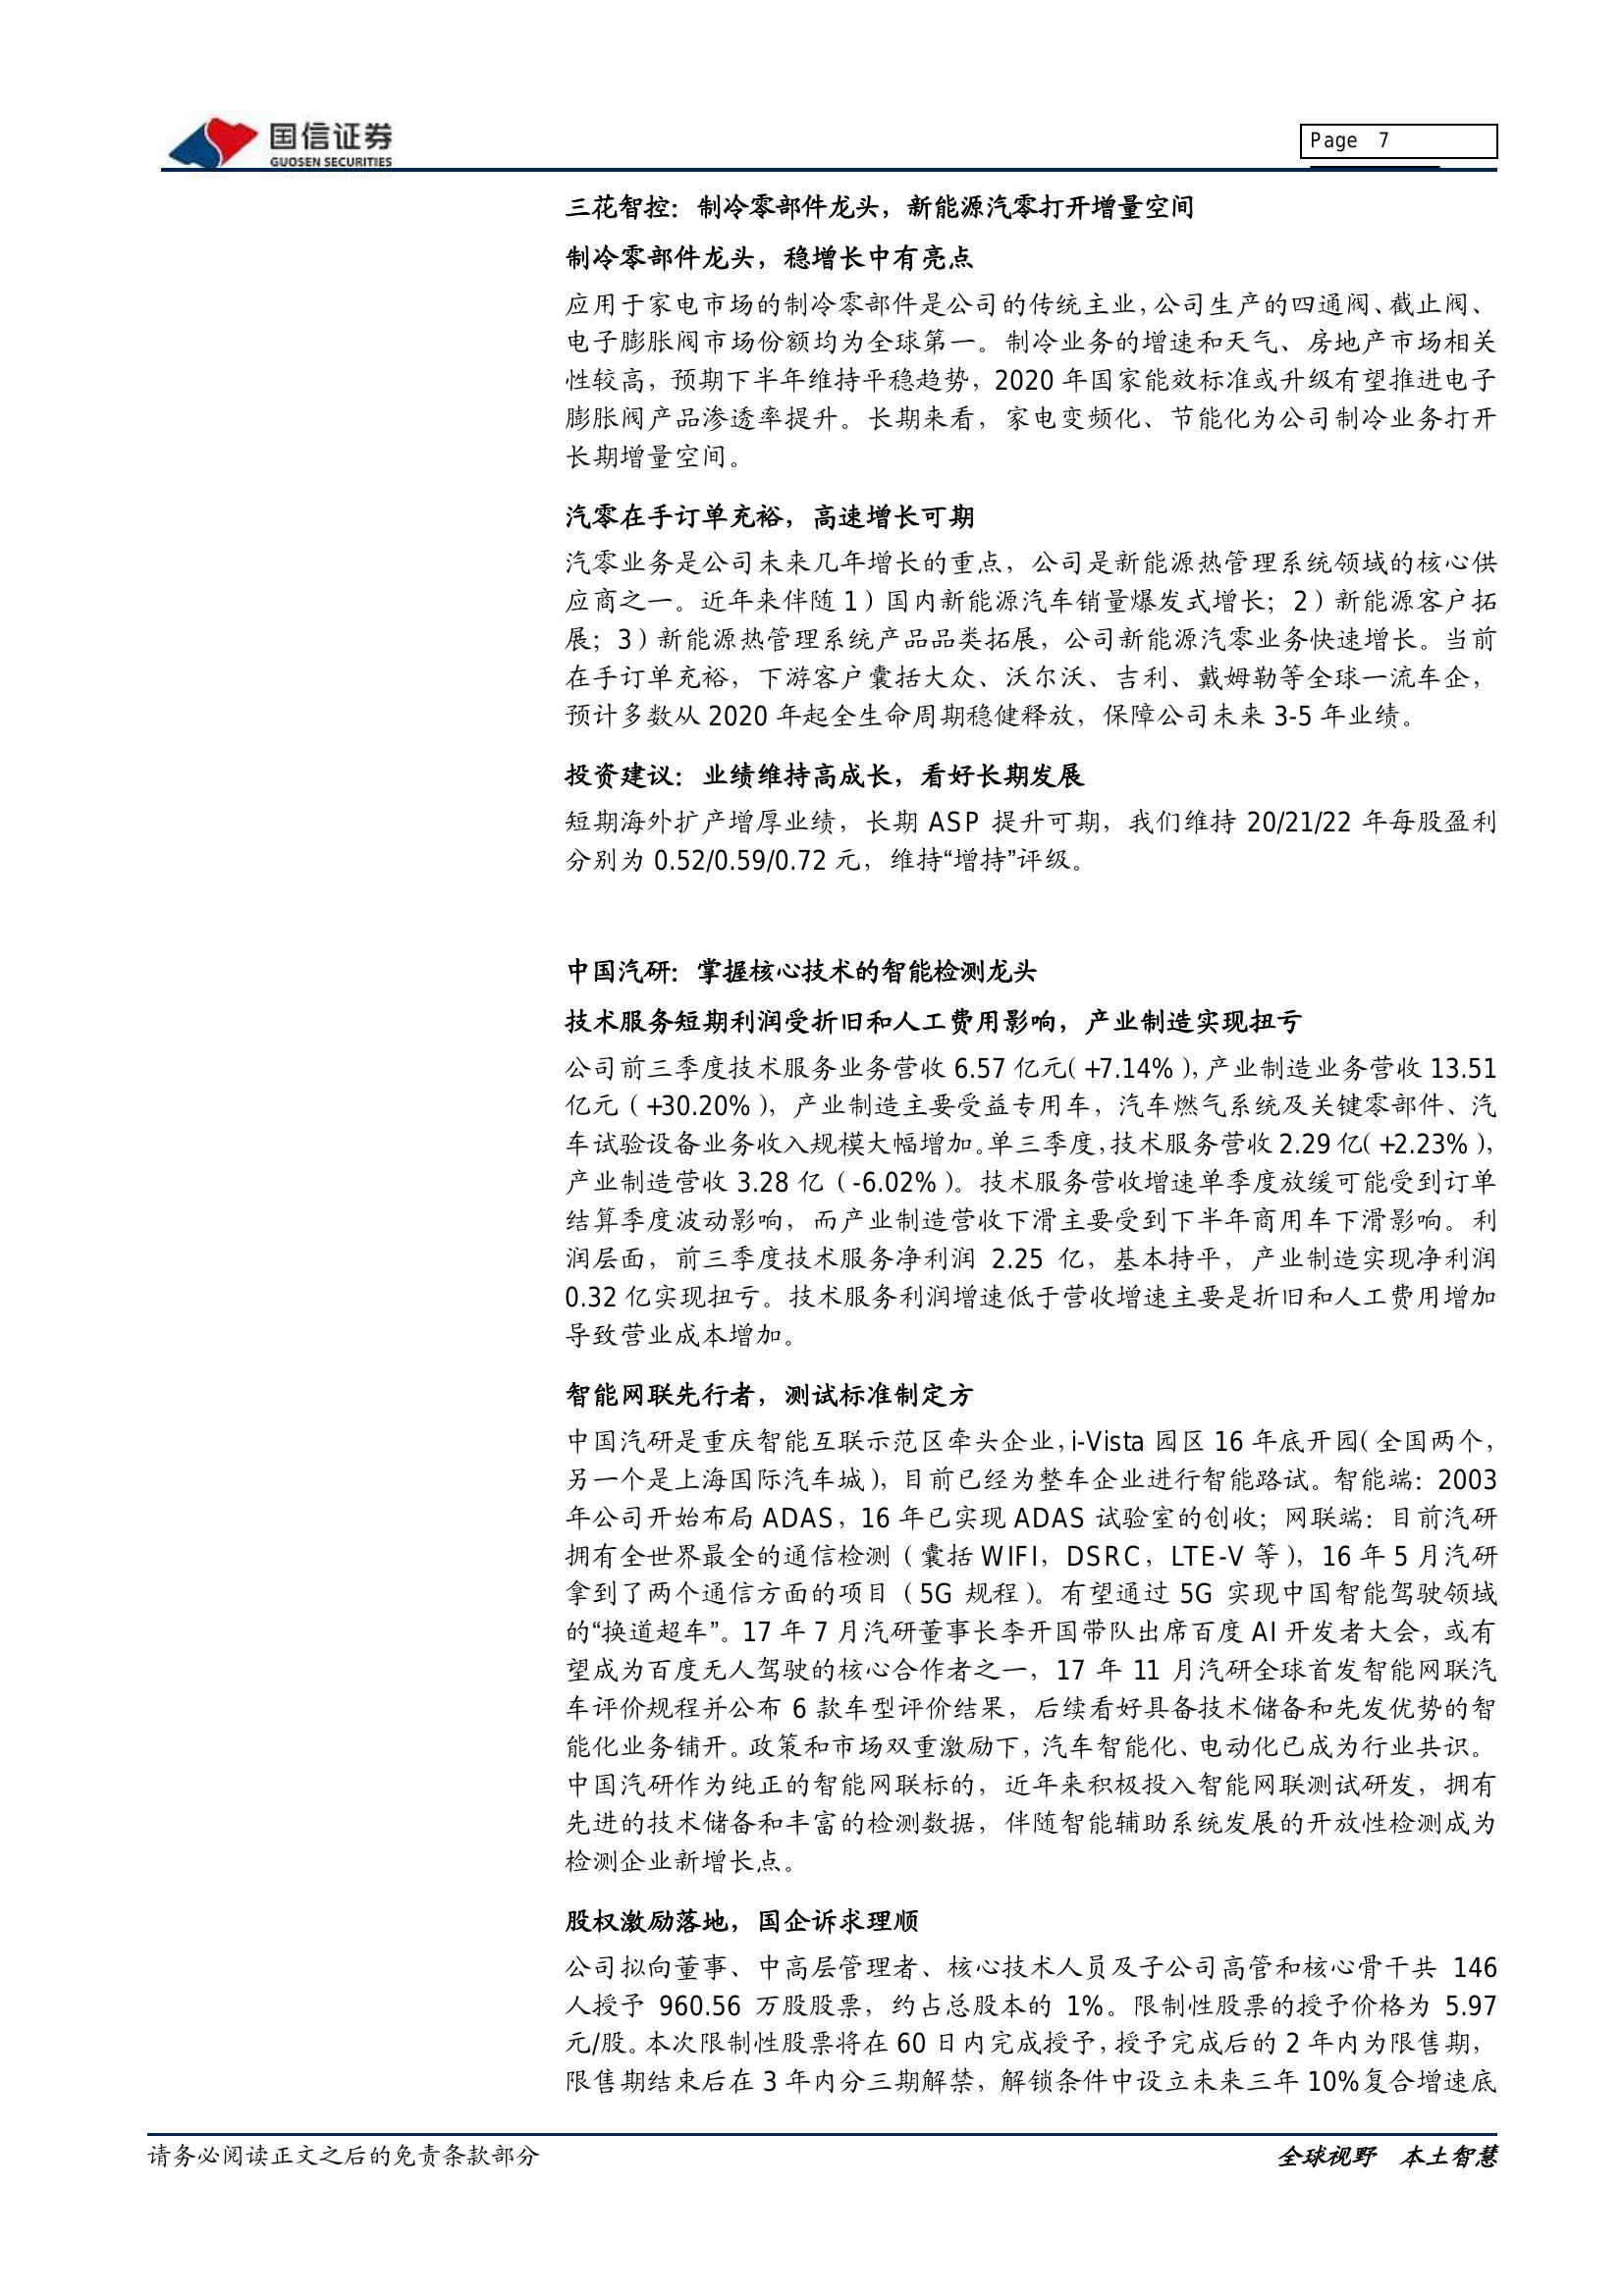 国信证券
GUOSEN SECURITIES
Page 7
三花智控：制冷零部件龙头，新能源汽零打开增量空间
制冷零部件龙头，稳增长中有亮点
应用于家电市场的制冷零部件是公司的传统主业，公司生产的四通阀、截止阀、
电子膨胀阀市场份额均为全球第一。制冷业务的增速和天气、房地产市场相关
性较高，预期下半年维持平稳趋势，2020 年国家能效标准或升级有望推进电子
膨胀阀产品渗透率提升。长期来看，家电变频化、节能化为公司制冷业务打开
长期增量空间。
汽零在手订单充裕，高速增长可期
汽零业务是公司未来几年增长的重点，公司是新能源热管理系统领域的核心供
应商之一。近年来伴随 1）国内新能源汽车销量爆发式增长；2）新能源客户拓
展；3）新能源热管理系统产品品类拓展，公司新能源汽零业务快速增长。当前
在手订单充裕，下游客户囊括大众、沃尔沃、吉利、戴姆勒等全球一流车企，
预计多数从 2020 年起全生命周期稳健释放，保障公司未来 3-5 年业绩。
投资建议：业绩维持高成长，看好长期发展
短期海外扩产增厚业绩，长期 ASP 提升可期，我们维持 20/21/22 年每股盈利
分别为 0.52/0.59/0.72 元，维持“增持”评级。
中国汽研：掌握核心技术的智能检测龙头
技术服务短期利润受折旧和人工费用影响，产业制造实现扭亏
公司前三季度技术服务业务营收 6.57 亿元（+7.14%），产业制造业务营收 13.51
亿元（+30.20%），产业制造主要受益专用车，汽车燃气系统及关键零部件、汽
车试验设备业务收入规模大幅增加。单三季度，技术服务营收 2.29 亿（+2.23%），
产业制造营收 3.28 亿（-6.02%）。技术服务营收增速单季度放缓可能受到订单
结算季度波动影响，而产业制造营收下滑主要受到下半年商用车下滑影响。利
润层面，前三季度技术服务净利润 2.25 亿，基本持平，产业制造实现净利润
0.32 亿实现扭亏。技术服务利润增速低于营收增速主要是折旧和人工费用增加
导致营业成本增加。
智能网联先行者，测试标准制定方
中国汽研是重庆智能互联示范区牵头企业，i-Vista 园区 16 年底开园（全国两个，
另一个是上海国际汽车城），目前已经为整车企业进行智能路试。智能端：2003
年公司开始布局 ADAS，16 年已实现 ADAS 试验室的创收；网联端：目前汽研
拥有全世界最全的通信检测（囊括 WIFI，DSRC，LTE-V 等），16 年 5 月汽研
拿到了两个通信方面的项目（5G 规程）。有望通过 5G 实现中国智能驾驶领域
的“换道超车”。17 年 7 月汽研董事长李开国带队出席百度 AI 开发者大会，或有
望成为百度无人驾驶的核心合作者之一，17 年 11 月汽研全球首发智能网联汽
车评价规程并公布 6 款车型评价结果，后续看好具备技术储备和先发优势的智
能化业务铺开。政策和市场双重激励下，汽车智能化、电动化已成为行业共识。
中国汽研作为纯正的智能网联标的，近年来积极投入智能网联测试研发，拥有
先进的技术储备和丰富的检测数据，伴随智能辅助系统发展的开放性检测成为
检测企业新增长点。
股权激励落地，国企诉求理顺
公司拟向董事、中高层管理者、核心技术人员及子公司高管和核心骨干共 146
人授予 960.56 万股股票，约占总股本的 1%。限制性股票的授予价格为 5.97
元/股。本次限制性股票将在 60 日内完成授予，授予完成后的 2 年内为限售期，
限售期结束后在 3 年内分三期解禁，解锁条件中设立未来三年 10%复合增速底
请务必阅读正文之后的免责条款部分
全球视野 本土智慧